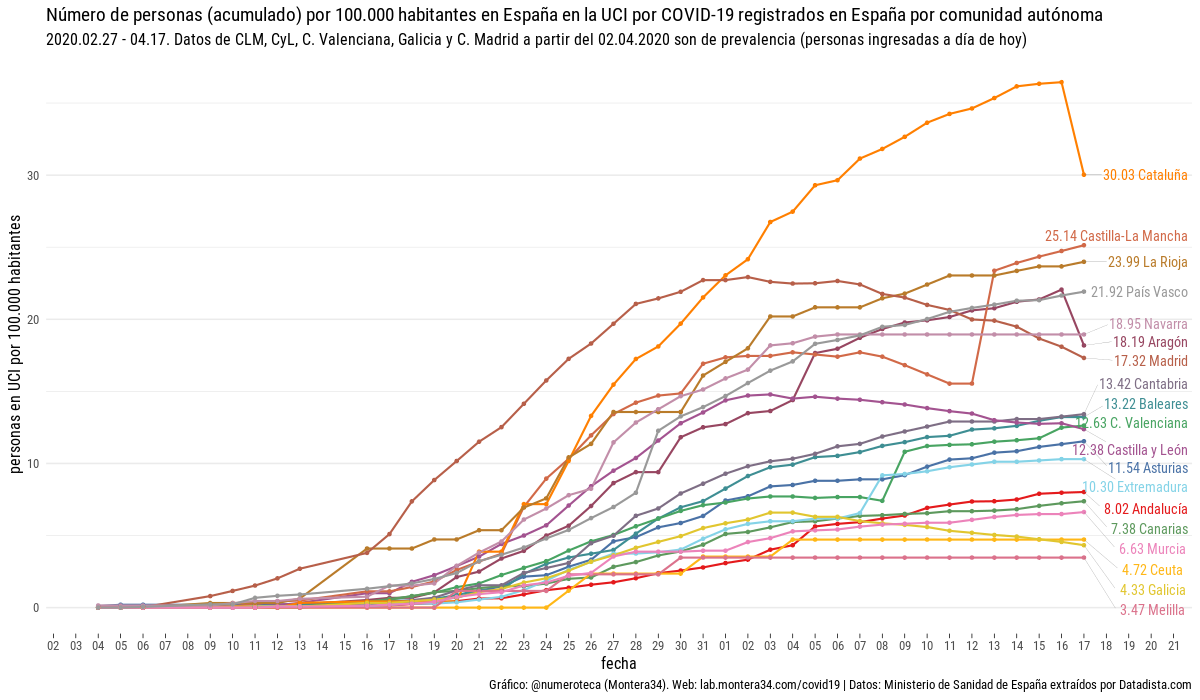 Número de personas (acumulado) por 100.000 habitantes en España en la UCI por COVID-19 registrados en España por comunidad autónoma
2020.02.27 - 04.17. Datos de CLM, CyL, C. Valenciana, Galicia y C. Madrid a partir del 02.04.2020 son de prevalencia (personas ingresadas a día de hoy)
personas en UCI por 100.000 habitantes
30
20
10
0
30.03 Cataluña
25.14 Castilla-La Mancha
23.99 La Rioja
21.92 País Vasco
18.95 Navarra
18.19 Aragón
17.32 Madrid
13.42 Cantabria
13.22 Baleares
12.63 C. Valenciana
12.38 Castilla y León
11.54 Asturias
10.30 Extremadura
8.02 Andalucía
7.38 Canarias
6.63 Murcia
4.72 Ceuta
4.33 Galicia
3.47 Melilla
02 03 04 05 06 07 08 09 10 11 12 13 14 15 16 17 18 19 20 21 22 23 24 25 26 27 28 29 30 31 01 02 03 04 05 06 07 08 09 10 11 12 13 14 15 16 17 18 19 20 21
fecha
Gráfico: @numeroteca (Montera34). Web: lab.montera34.com/covid19 | Datos: Ministerio de Sanidad de España extraídos por Datadista.com